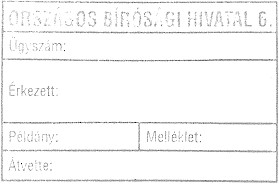 ORSZÁGOS BÍRÓSÁGI HIVATAL G.
Ügyszám:
Érkezett:
Példány: Melléklet:
Átvette: